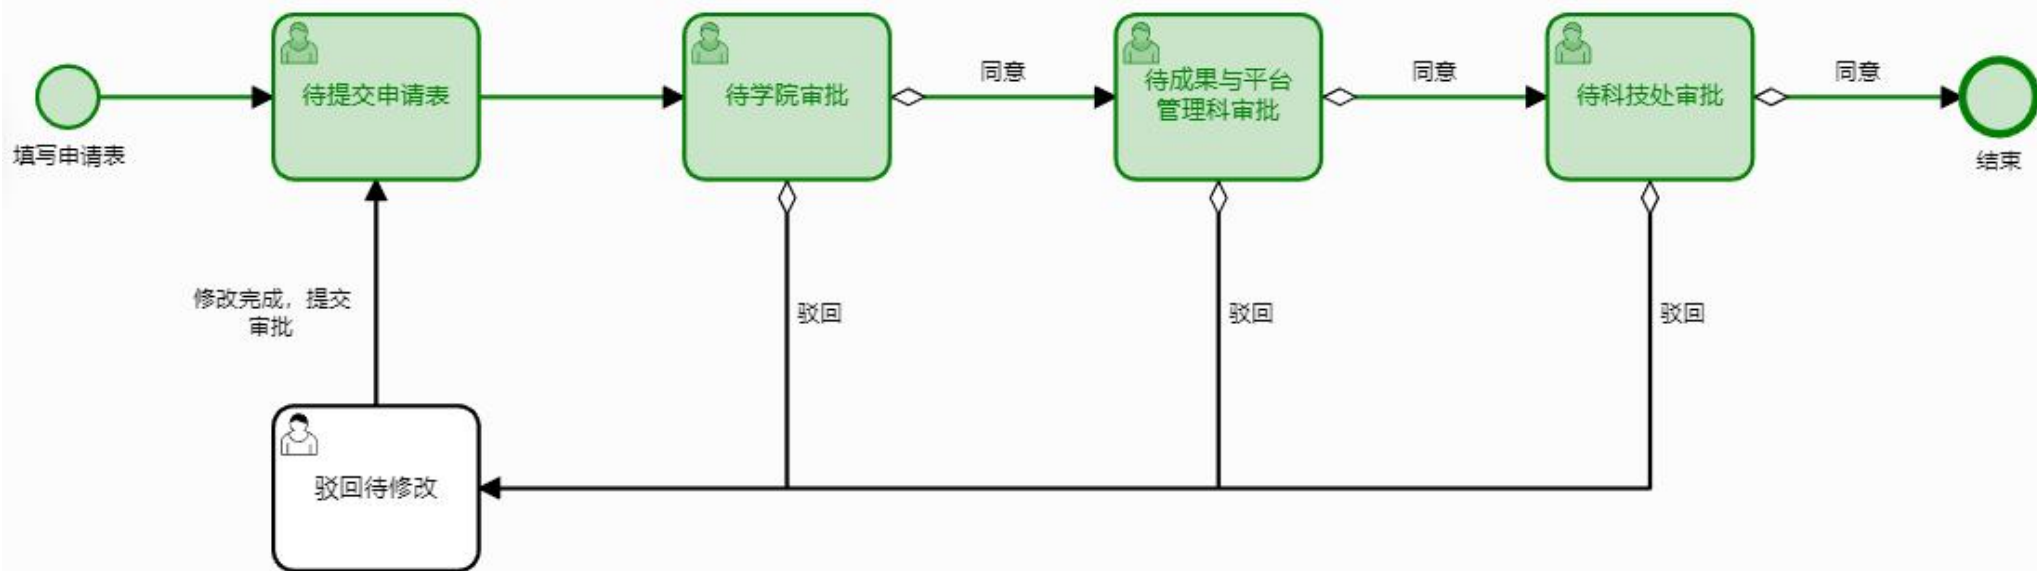 填写申请表
待提交申请表
待学院审批
同意
待成果与平台
管理科审批
同意
待科技处审批
同意
结束
修改完成，提交
审批
驳回
驳回
驳回
驳回待修改